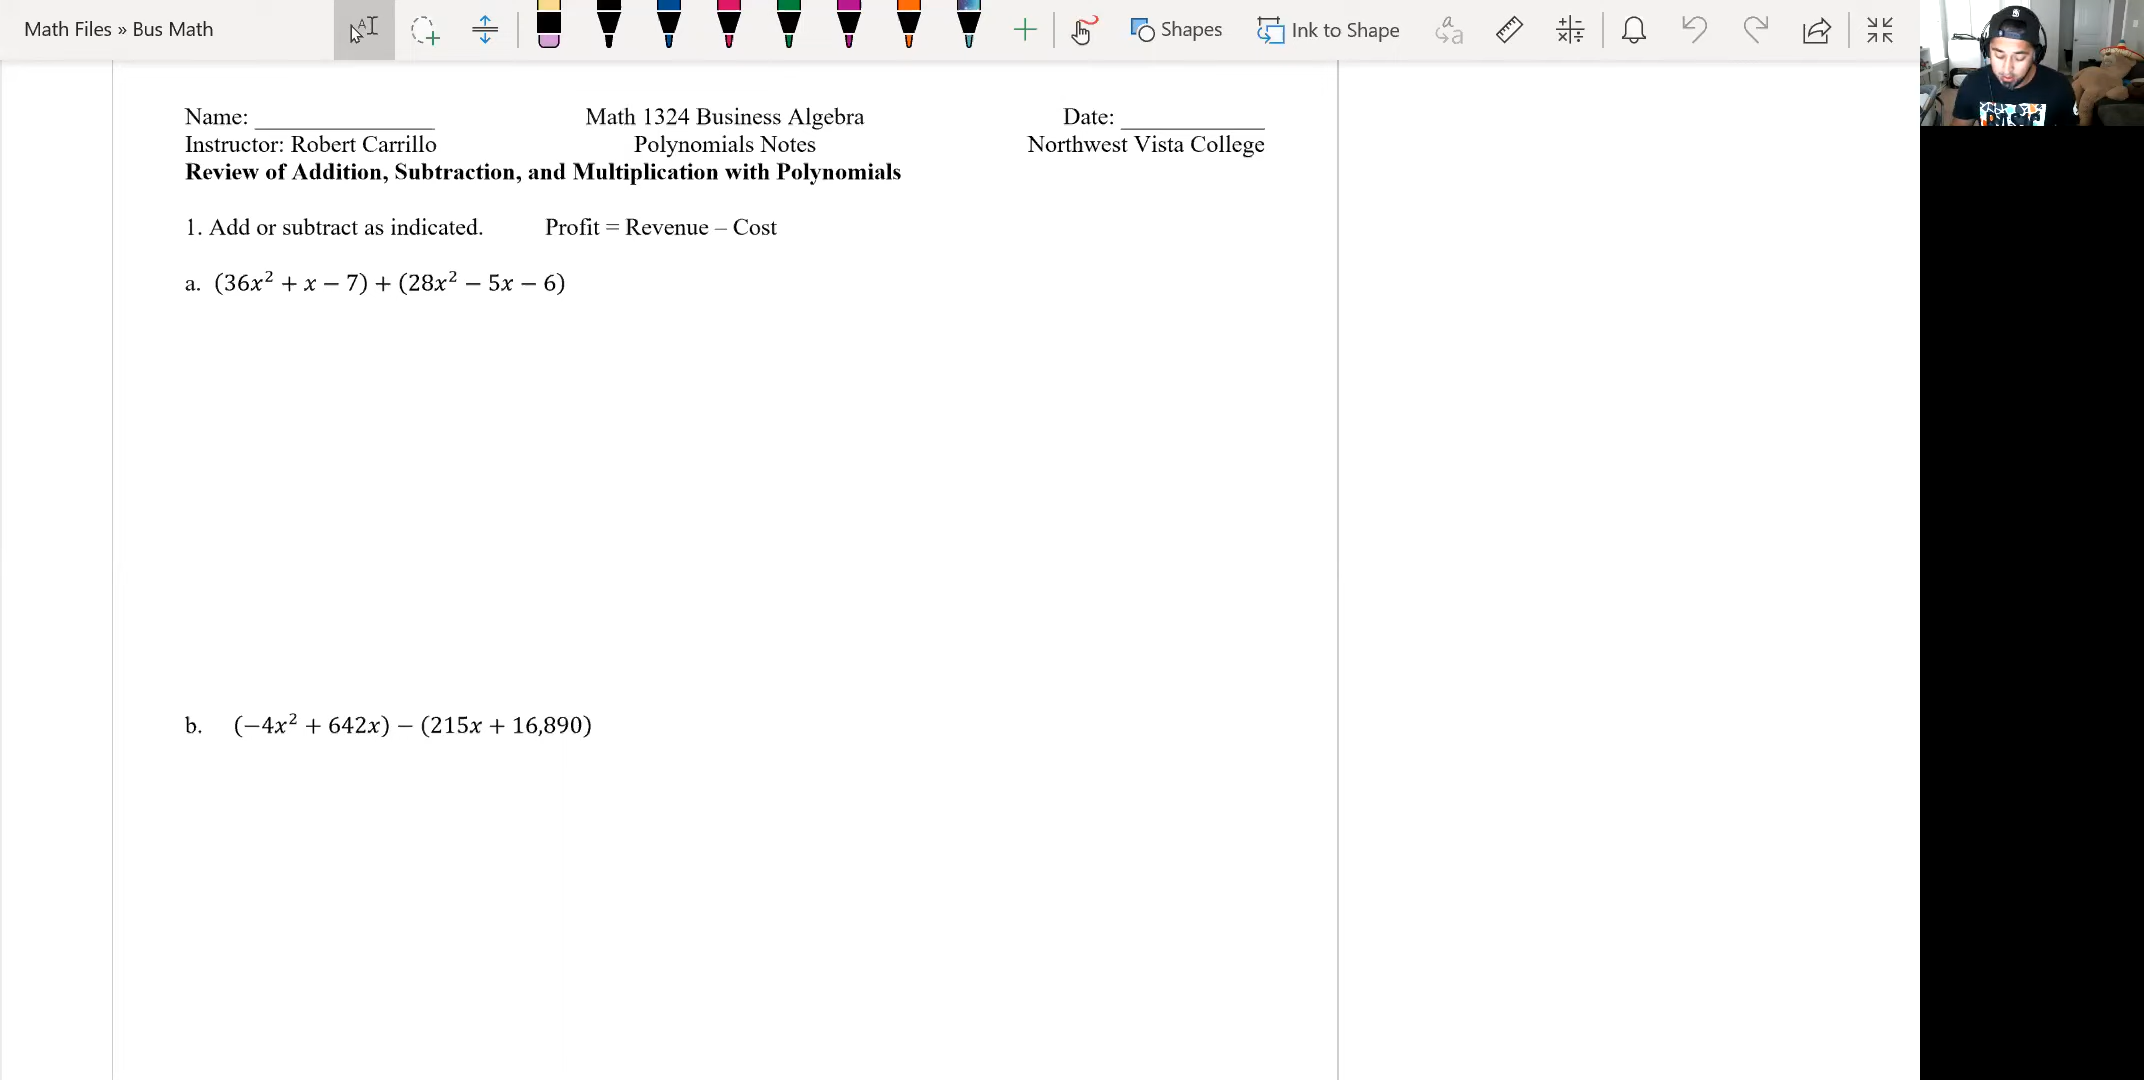 Math Files » Bus Math
Shapes
Ink to Shape
Name: _______________ Math 1324 Business Algebra Date: ____________
Instructor: Robert Carrillo Polynomials Notes Northwest Vista College
Review of Addition, Subtraction, and Multiplication with Polynomials
1. Add or subtract as indicated. Profit = Revenue – Cost
a. (36x² + x − 7) + (28x² − 5x − 6)
b. (−4x² + 642x) − (215x + 16,890)